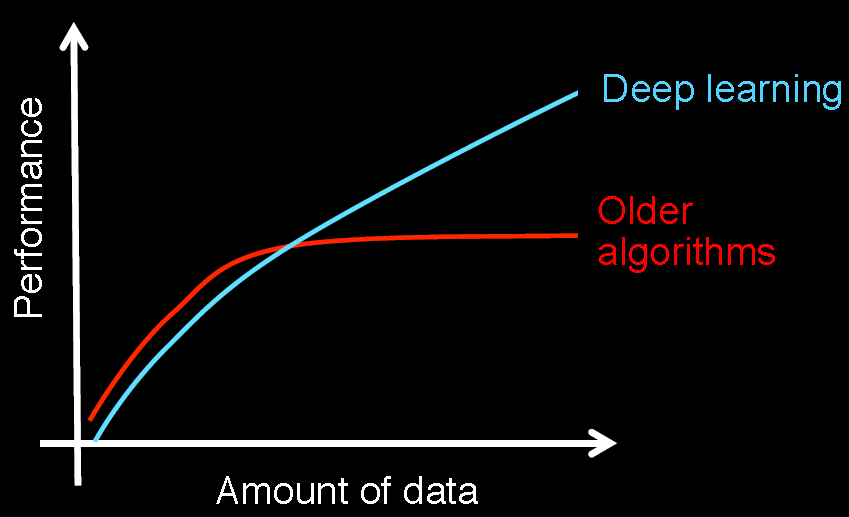 Deep learning
Older
algorithms
Performance
Amount of data